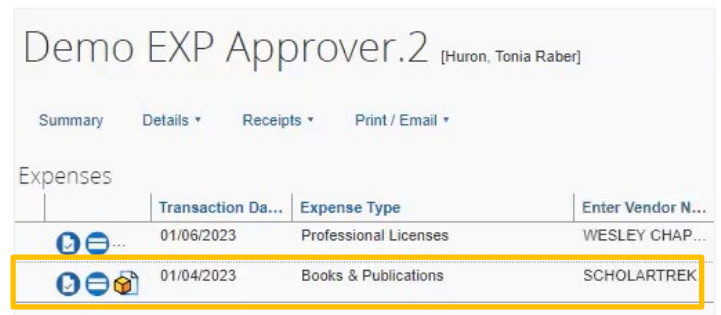 Demo EXP Approver.2 [Huron, Tonia Raber]
Summary Details Receipts Print / Email
Expenses
Transaction Da... Expense Type Enter Vendor N...
... 01/06/2023 Professional Licenses WESLEY CHAP...
01/04/2023 Books & Publications SCHOLARTREK